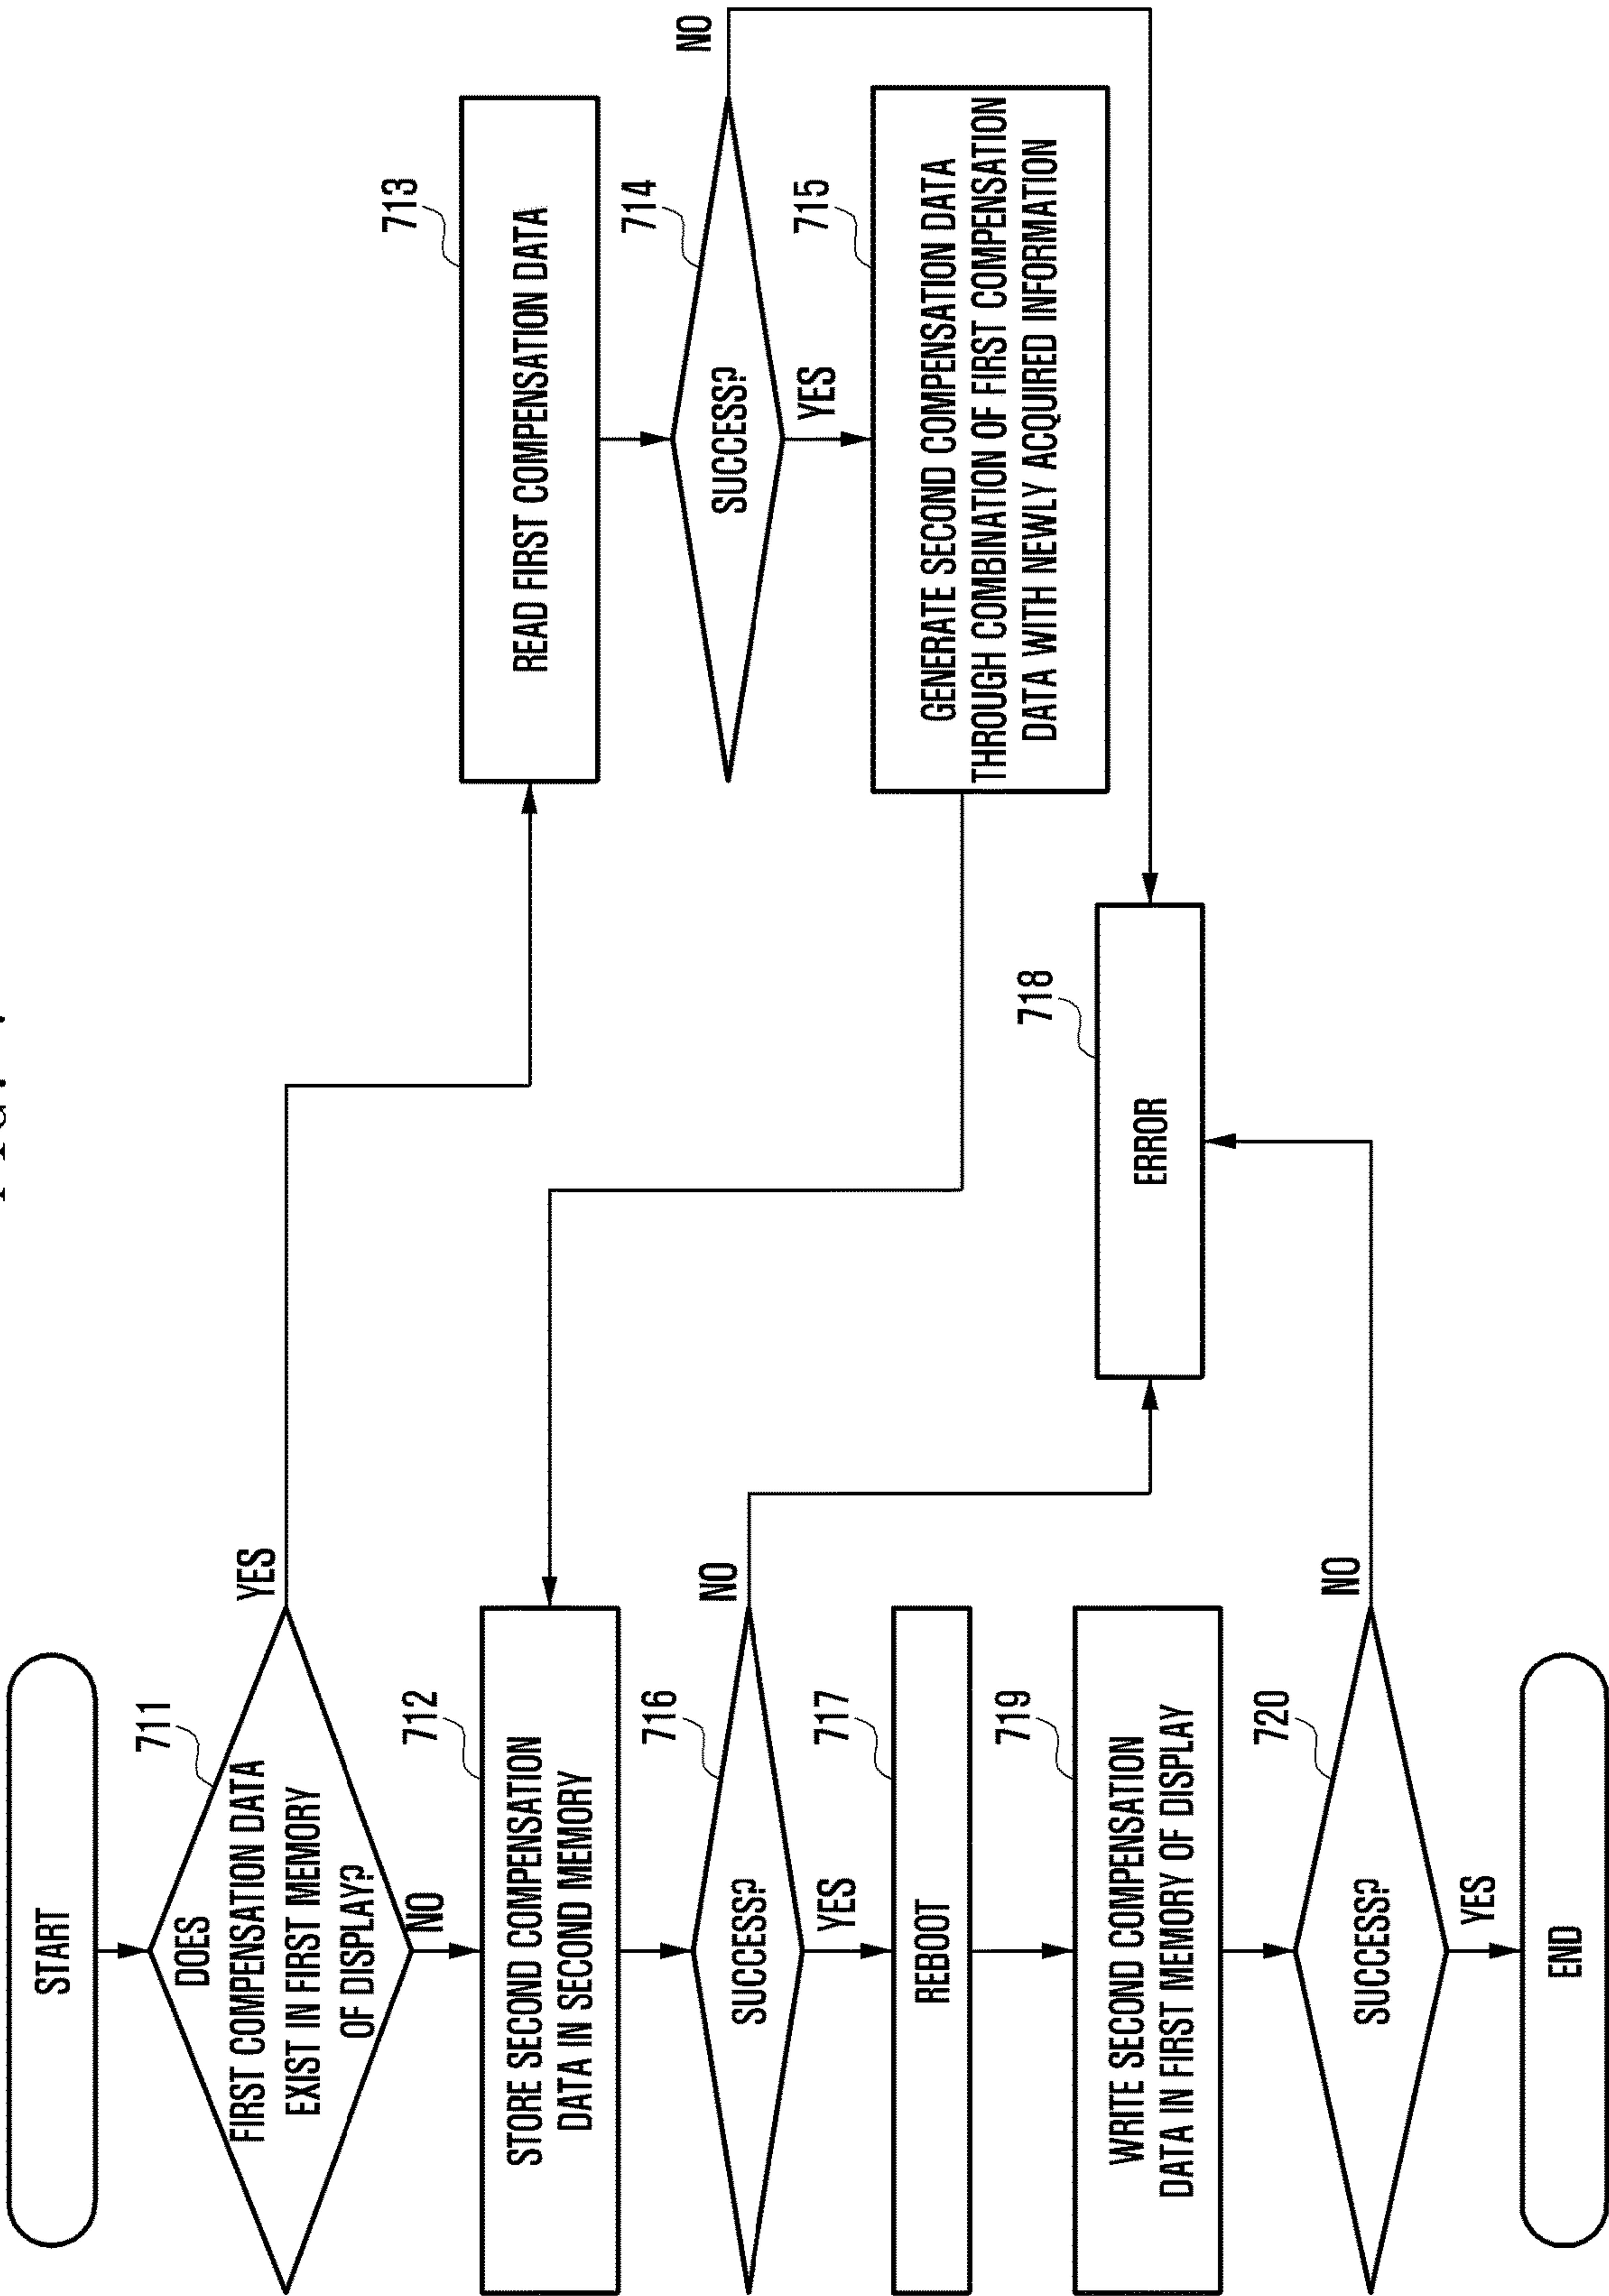 START
711
DOES
FIRST COMPENSATION DATA
EXIST IN FIRST MEMORY
OF DISPLAY?
YES
NO
713
READ FIRST COMPENSATION DATA
714
SUCCESS?
NO
YES
715
GENERATE SECOND COMPENSATION DATA
THROUGH COMBINATION OF FIRST COMPENSATION
DATA WITH NEWLY ACQUIRED INFORMATION
712
STORE SECOND COMPENSATION
DATA IN SECOND MEMORY
716
SUCCESS?
NO
YES
717
REBOOT
718
ERROR
719
WRITE SECOND COMPENSATION
DATA IN FIRST MEMORY OF DISPLAY
720
SUCCESS?
NO
YES
END